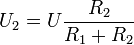 U_2 = U \frac{R_2}{R_1 + R_2}